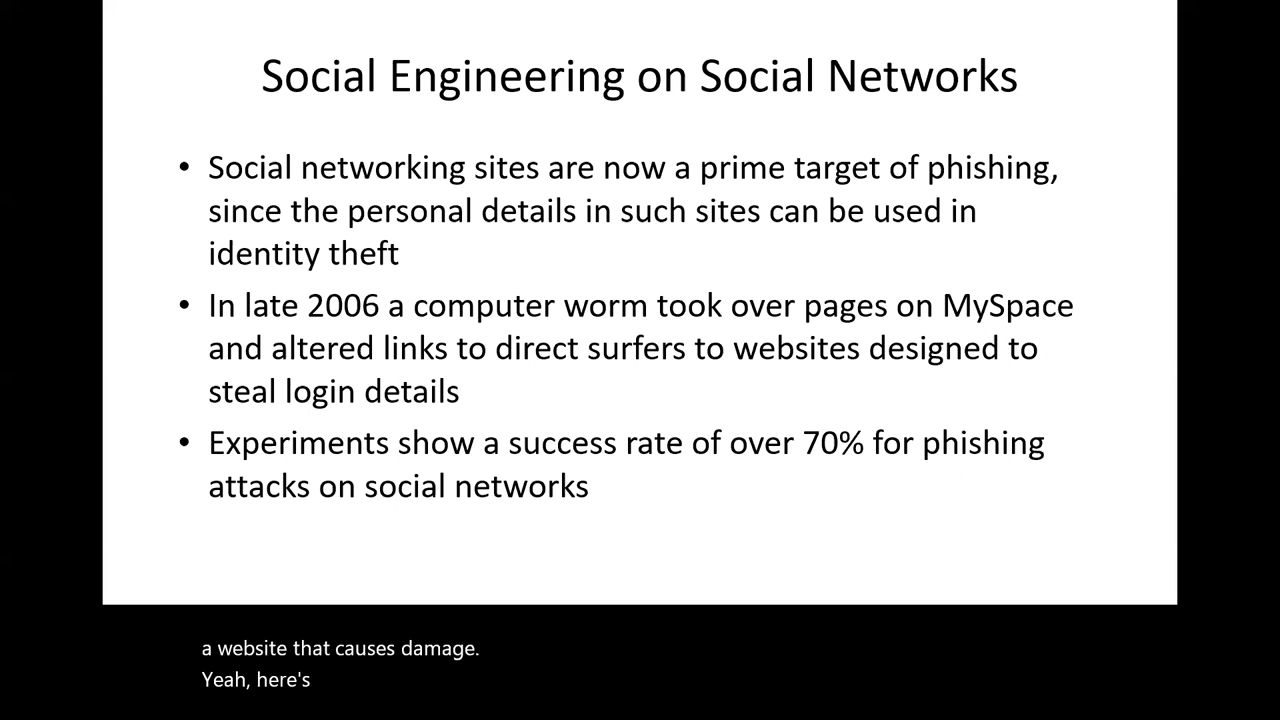 Social Engineering on Social Networks
• Social networking sites are now a prime target of phishing,
since the personal details in such sites can be used in
identity theft
• In late 2006 a computer worm took over pages on MySpace
and altered links to direct surfers to websites designed to
steal login details
• Experiments show a success rate of over 70% for phishing
attacks on social networks
a website that causes damage.
Yeah, here's